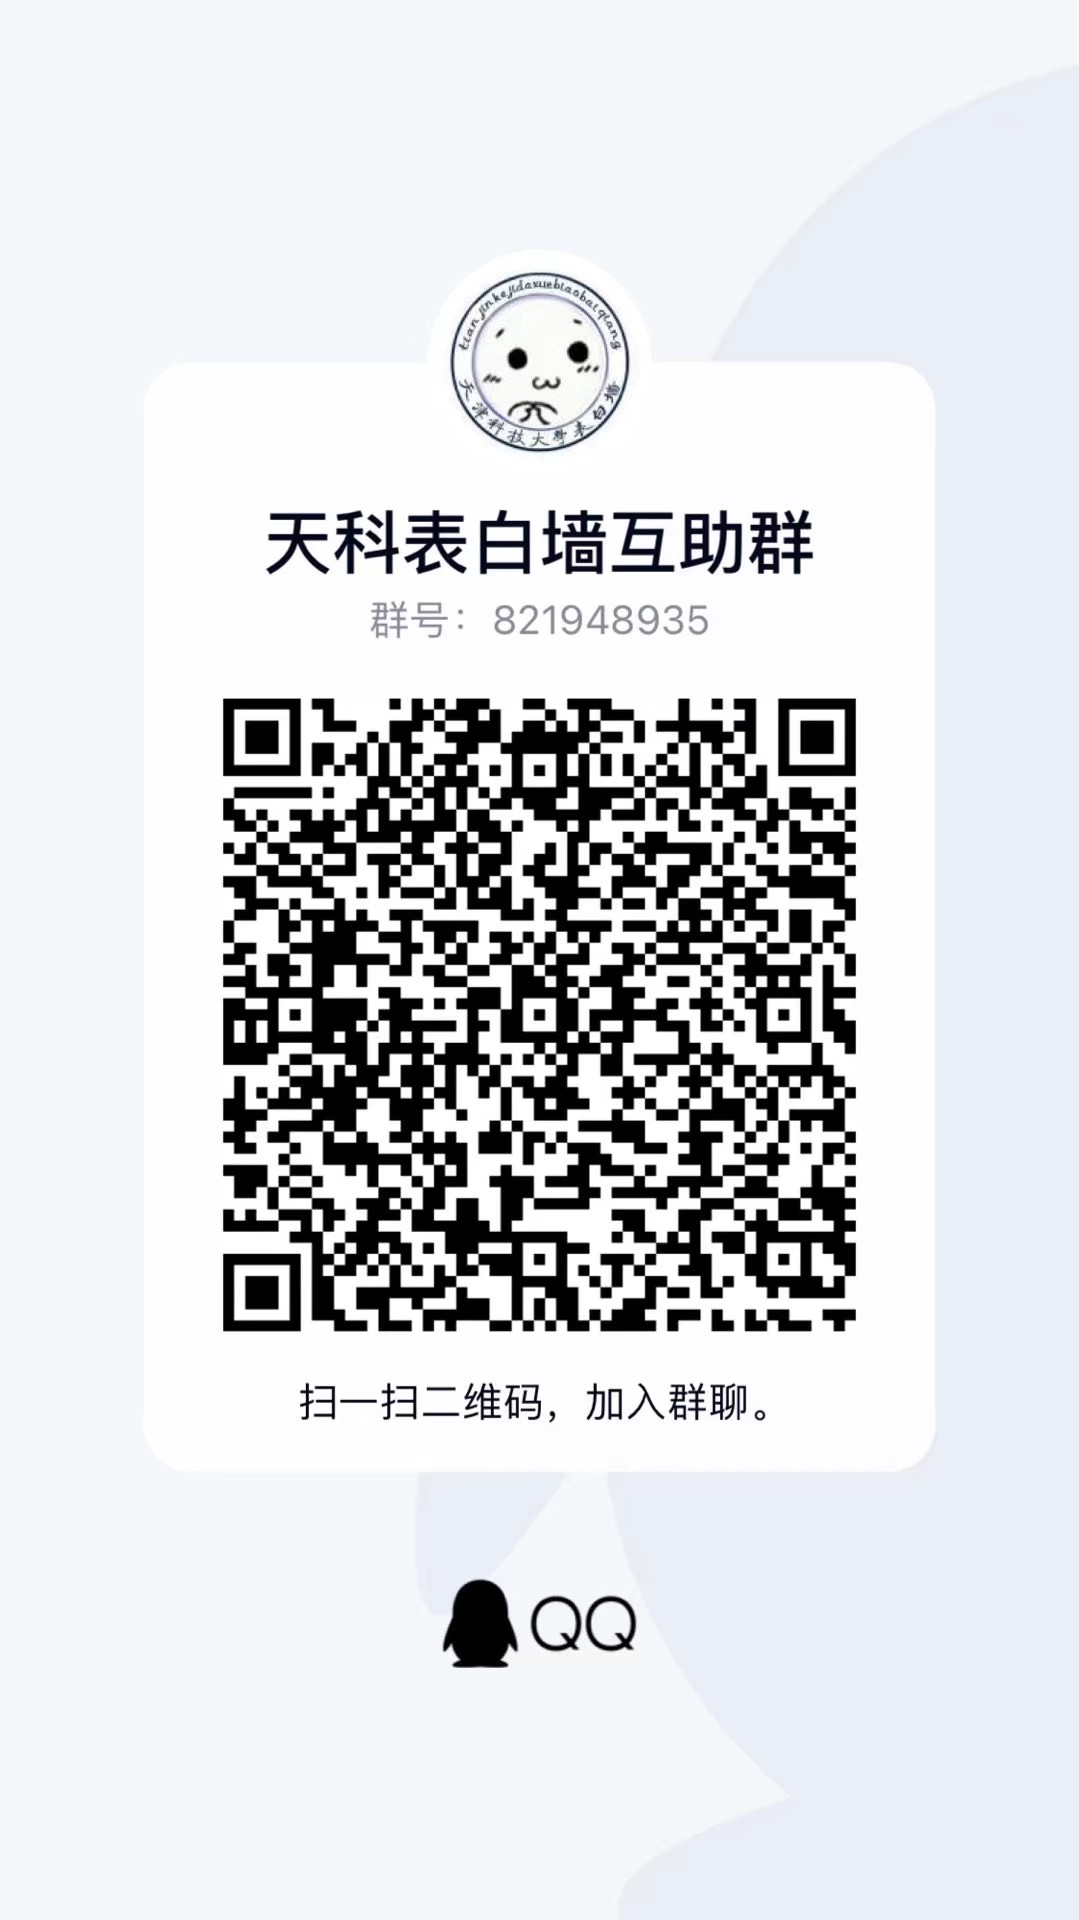 tianjinkejidaxuebiaobaiqiang
天津科技大学表白墙
天科表白墙互助群
群号：821948935
扫一扫二维码，加入群聊。
QQ